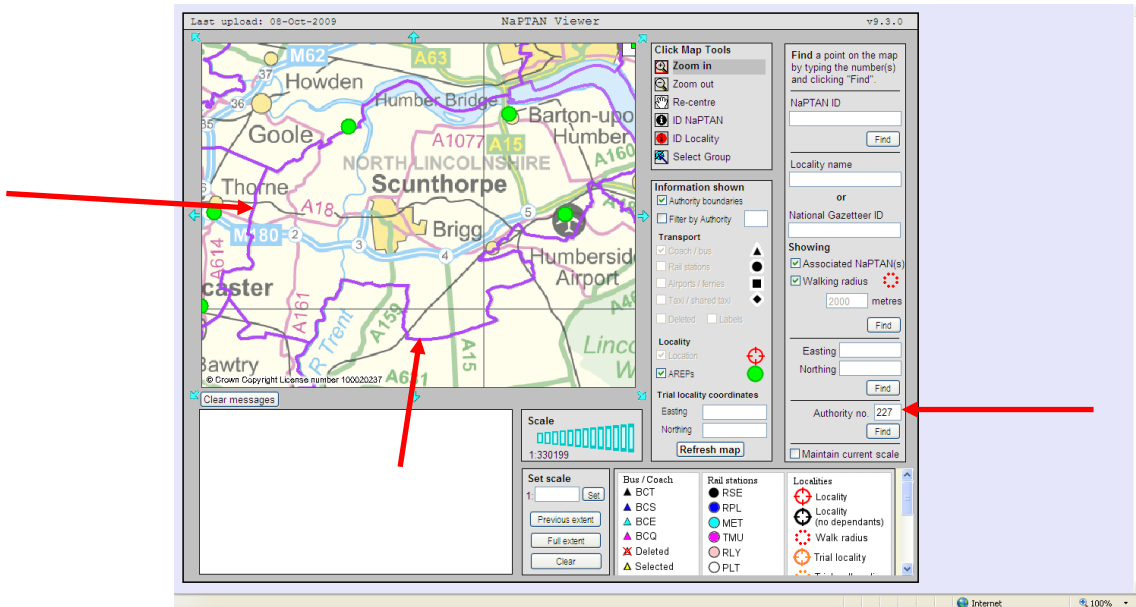 Last upload: 08-Oct-2009 NaPTAN Viewer v9.3.0
M62
A63
37
Howden
36
Humber Bridge
Barton-upo
Humber
35
Goole
A1077
A15
A160
NORTH LINCOLNSHIRE
Thorne
Scunthorpe
A18
5
M180
2
3
Brigg
4
A614
Humbersid
Airport
caster
A161
A159
R Trent
A15
Linco
W
Bawtry
A631
© Crown Copyright License number 100020237
Clear messages
Click Map Tools
Zoom in
Zoom out
Re-centre
ID NaPTAN
ID Locality
Select Group
Information shown
Authority boundaries
Filter by Authority
Transport
Coach / bus
Rail stations
Airports / ferries
Taxi / shared taxi
Deleted Labels
Locality
Location
AREPs
Trial locality coordinates
Easting
Northing
Refresh map
Find a point on the map
by typing the number(s)
and clicking "Find".
NaPTAN ID
Find
Locality name
or
National Gazetteer ID
Showing
Associated NaPTAN(s)
Walking radius
2000 metres
Find
Easting
Northing
Find
Authority no. 227
Find
Maintain current scale
Scale
1:330199
Set scale
1: Set
Previous extent
Full extent
Clear
Bus / Coach
BCT
BCS
BCE
BCQ
Deleted
Selected
Rail stations
RSE
RPL
MET
TMU
RLY
PLT
Localities
Locality
Locality
(no dependants)
Walk radius
Trial locality
Internet 100%